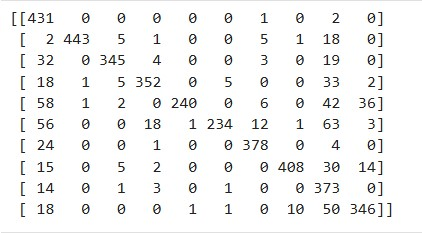 [[431 0 0 0 0 0 1 0 2 0]
[ 2 443 5 1 0 0 5 1 18 0]
[ 32 0 345 4 0 0 3 0 19 0]
[ 18 1 5 352 0 5 0 0 33 2]
[ 58 1 2 0 240 0 6 0 42 36]
[ 56 0 0 18 1 234 12 1 63 3]
[ 24 0 0 1 0 0 378 0 4 0]
[ 15 0 5 2 0 0 0 408 30 14]
[ 14 0 1 3 0 1 0 0 373 0]
[ 18 0 0 0 1 1 0 10 50 346]]